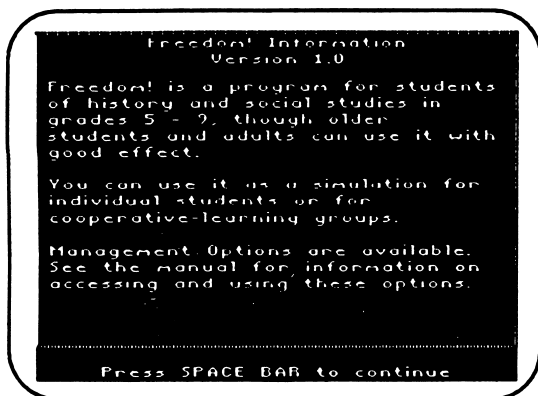 Freedom! Information
Version 1.0
Freedom! is a program for students
of history and social studies in
grades 5 - 9, though older
students and adults can use it with
good effect.
You can use it as a simulation for
individual students or for
cooperative-learning groups.
Management Options are available.
See the manual for information on
accessing and using these options.
Press SPACE BAR to continue